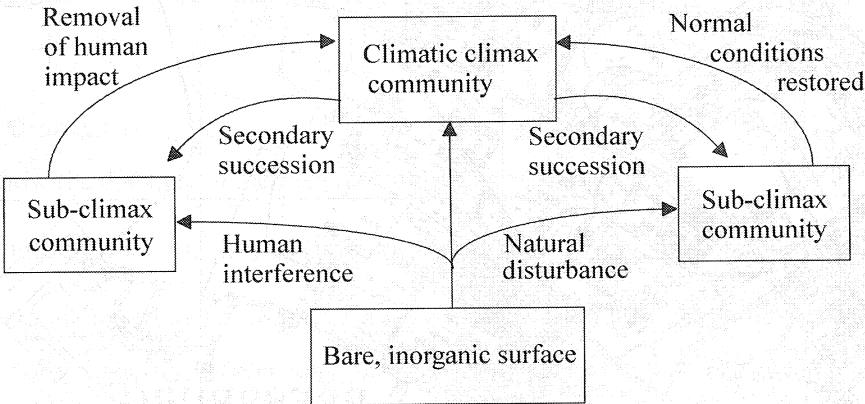 Removal
of human
impact
Climatic climax
community
Normal
conditions
restored
Secondary
succession
Secondary
succession
Sub-climax
community
Sub-climax
community
Human
interference
Natural
disturbance
Bare, inorganic surface